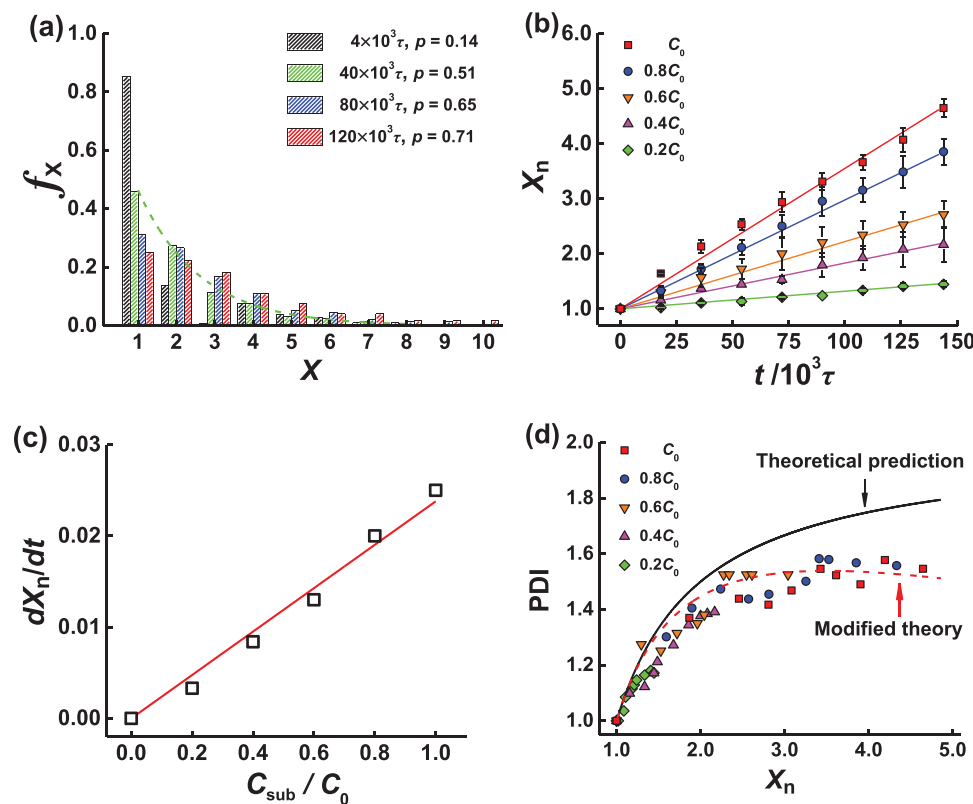 (a)
1.0
0.8
0.6
0.4
0.2
0.0
f_X
4×10³τ, p = 0.14
40×10³τ, p = 0.51
80×10³τ, p = 0.65
120×10³τ, p = 0.71
1 2 3 4 5 6 7 8 9 10
X
(b)
6.0
5.0
4.0
3.0
2.0
1.0
X_n
C₀
0.8C₀
0.6C₀
0.4C₀
0.2C₀
0 25 50 75 100 125 150
t /10³τ
(c)
0.03
0.02
0.01
0.00
dX_n/dt
0.0 0.2 0.4 0.6 0.8 1.0
C_sub / C₀
(d)
2.0
1.8
1.6
1.4
1.2
1.0
PDI
C₀
0.8C₀
0.6C₀
0.4C₀
0.2C₀
Theoretical prediction
Modified theory
1.0 2.0 3.0 4.0 5.0
X_n